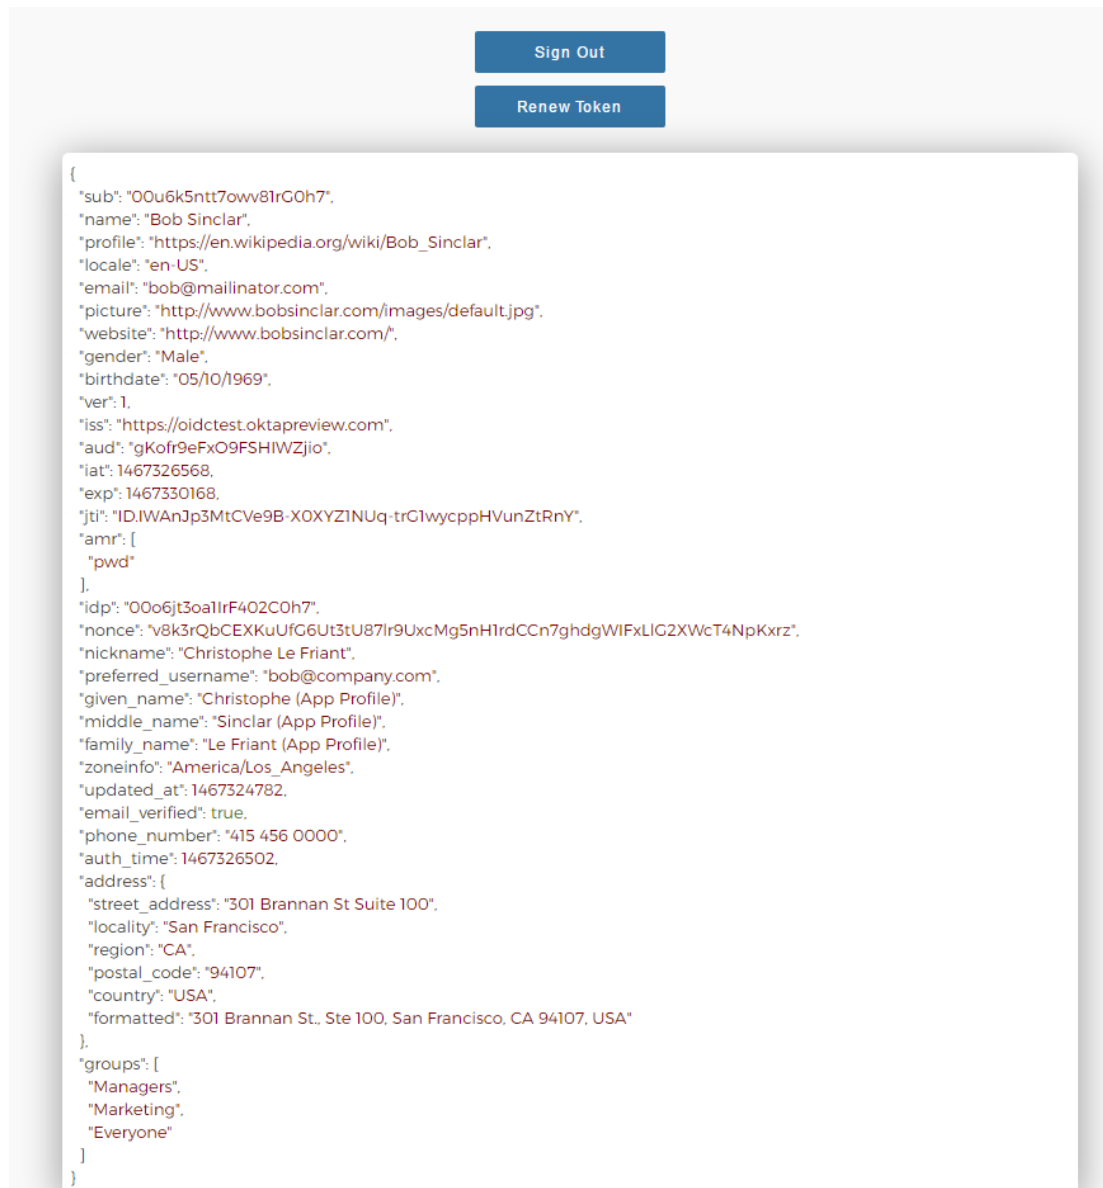 Sign Out
Renew Token
{
"sub": "00u6k5ntt7owv81rG0h7",
"name": "Bob Sinclar",
"profile": "https://en.wikipedia.org/wiki/Bob_Sinclar",
"locale": "en-US",
"email": "bob@mailinator.com",
"picture": "http://www.bobsinclar.com/images/default.jpg",
"website": "http://www.bobsinclar.com/",
"gender": "Male",
"birthdate": "05/10/1969",
"ver": 1,
"iss": "https://oidctest.oktapreview.com",
"aud": "gKofr9eFxO9FSHIWZjio",
"iat": 1467326568,
"exp": 1467330168,
"jti": "ID.IWAnJp3MtCVe9B-X0XYZ1NUq-trG1wycppHVunZtRnY",
"amr": [
"pwd"
],
"idp": "00o6jt3oa1IrF402C0h7",
"nonce": "v8k3rQbCEXKuUfG6Ut3tU87Ir9UxcMg5nH1rdCCn7ghdgWIFxLlG2XWcT4NpKxrz",
"nickname": "Christophe Le Friant",
"preferred_username": "bob@company.com",
"given_name": "Christophe (App Profile)",
"middle_name": "Sinclar (App Profile)",
"family_name": "Le Friant (App Profile)",
"zoneinfo": "America/Los_Angeles",
"updated_at": 1467324782,
"email_verified": true,
"phone_number": "415 456 0000",
"auth_time": 1467326502,
"address": {
"street_address": "301 Brannan St Suite 100",
"locality": "San Francisco",
"region": "CA",
"postal_code": "94107",
"country": "USA",
"formatted": "301 Brannan St., Ste 100, San Francisco, CA 94107, USA"
},
"groups": [
"Managers",
"Marketing",
"Everyone"
]
}